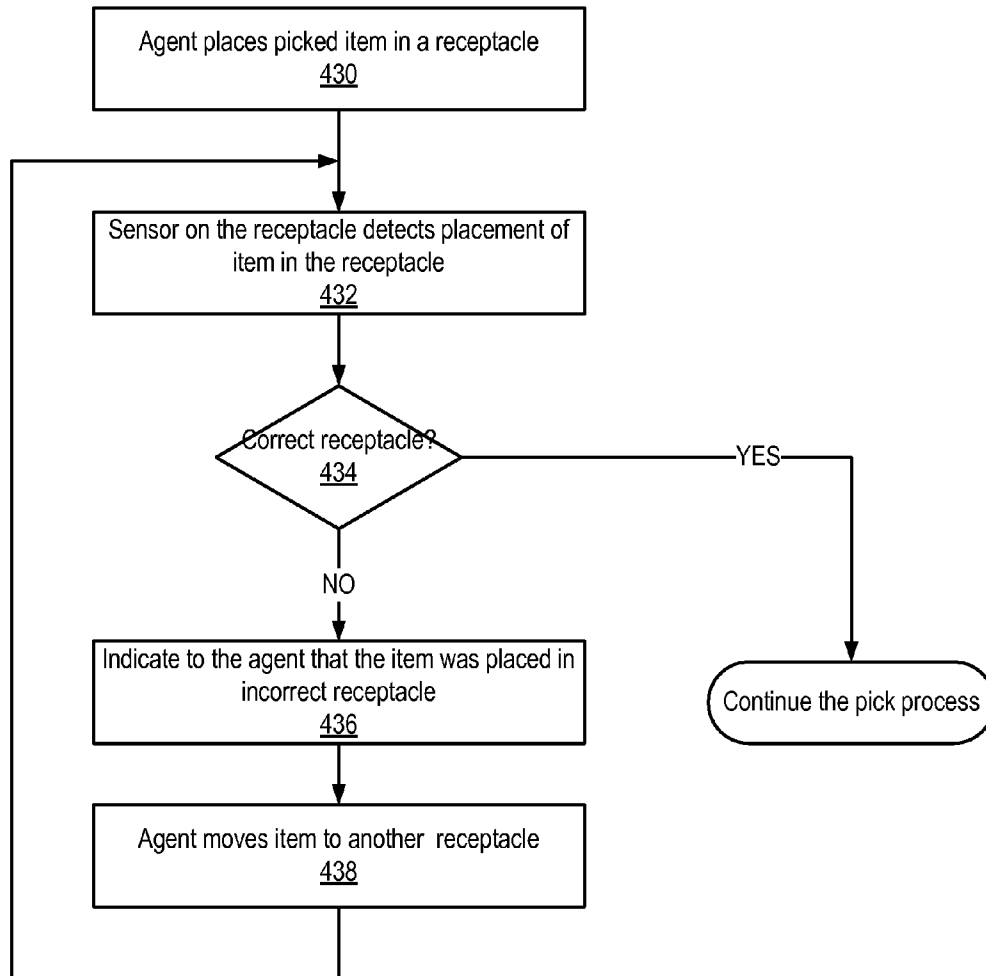 Agent places picked item in a receptacle
430
Sensor on the receptacle detects placement of
item in the receptacle
432
Correct receptacle?
434
YES
NO
Indicate to the agent that the item was placed in
incorrect receptacle
436
Continue the pick process
Agent moves item to another receptacle
438